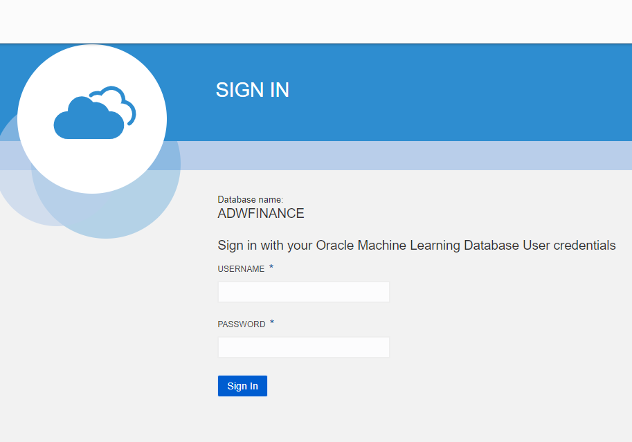 SIGN IN
Database name:
ADWFINANCE
Sign in with your Oracle Machine Learning Database User credentials
USERNAME *
PASSWORD *
Sign In